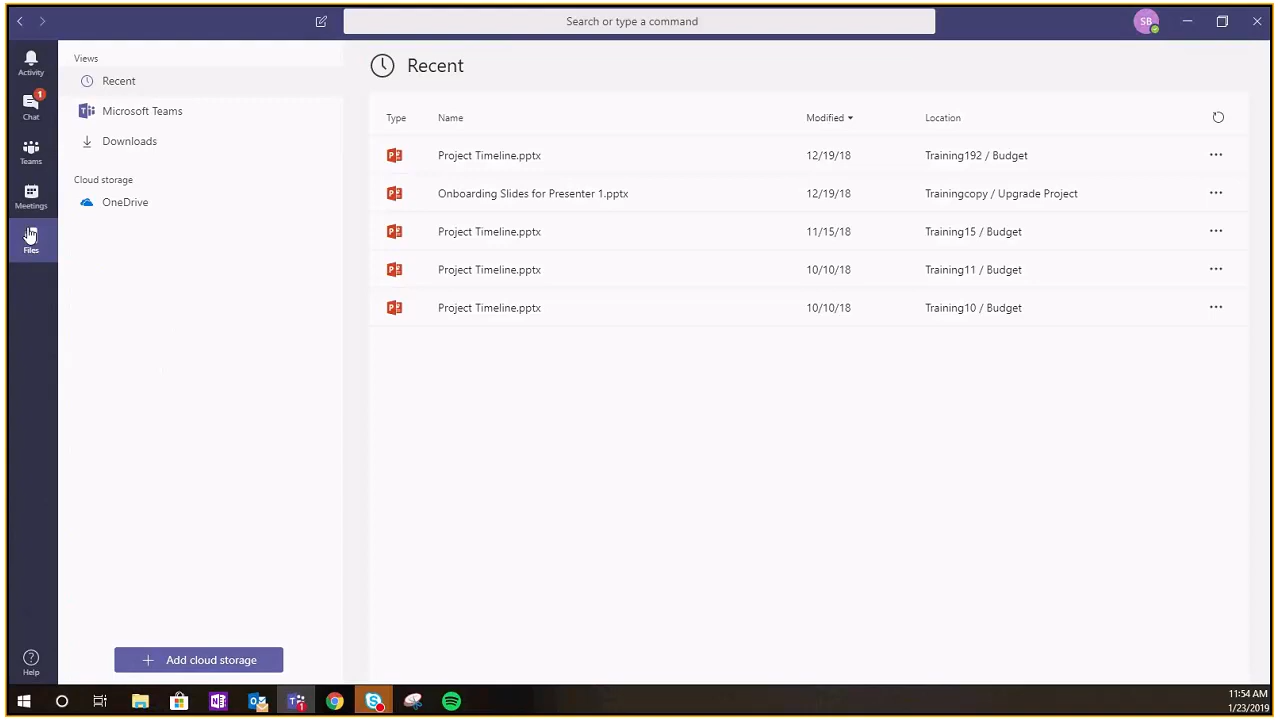 Search or type a command
SB
Activity
1
Chat
Teams
Meetings
Files
Help
Views
Recent
Microsoft Teams
Downloads
Cloud storage
OneDrive
Add cloud storage
Recent
Type Name Modified Location
Project Timeline.pptx 12/19/18 Training192 / Budget
Onboarding Slides for Presenter 1.pptx 12/19/18 Trainingcopy / Upgrade Project
Project Timeline.pptx 11/15/18 Training15 / Budget
Project Timeline.pptx 10/10/18 Training11 / Budget
Project Timeline.pptx 10/10/18 Training10 / Budget
11:54 AM
1/23/2019